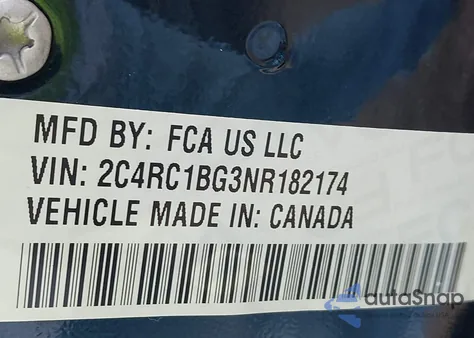 MFD BY: FCA US LLC
VIN: 2C4RC1BG3NR182174
VEHICLE MADE IN: CANADA
autoSnap